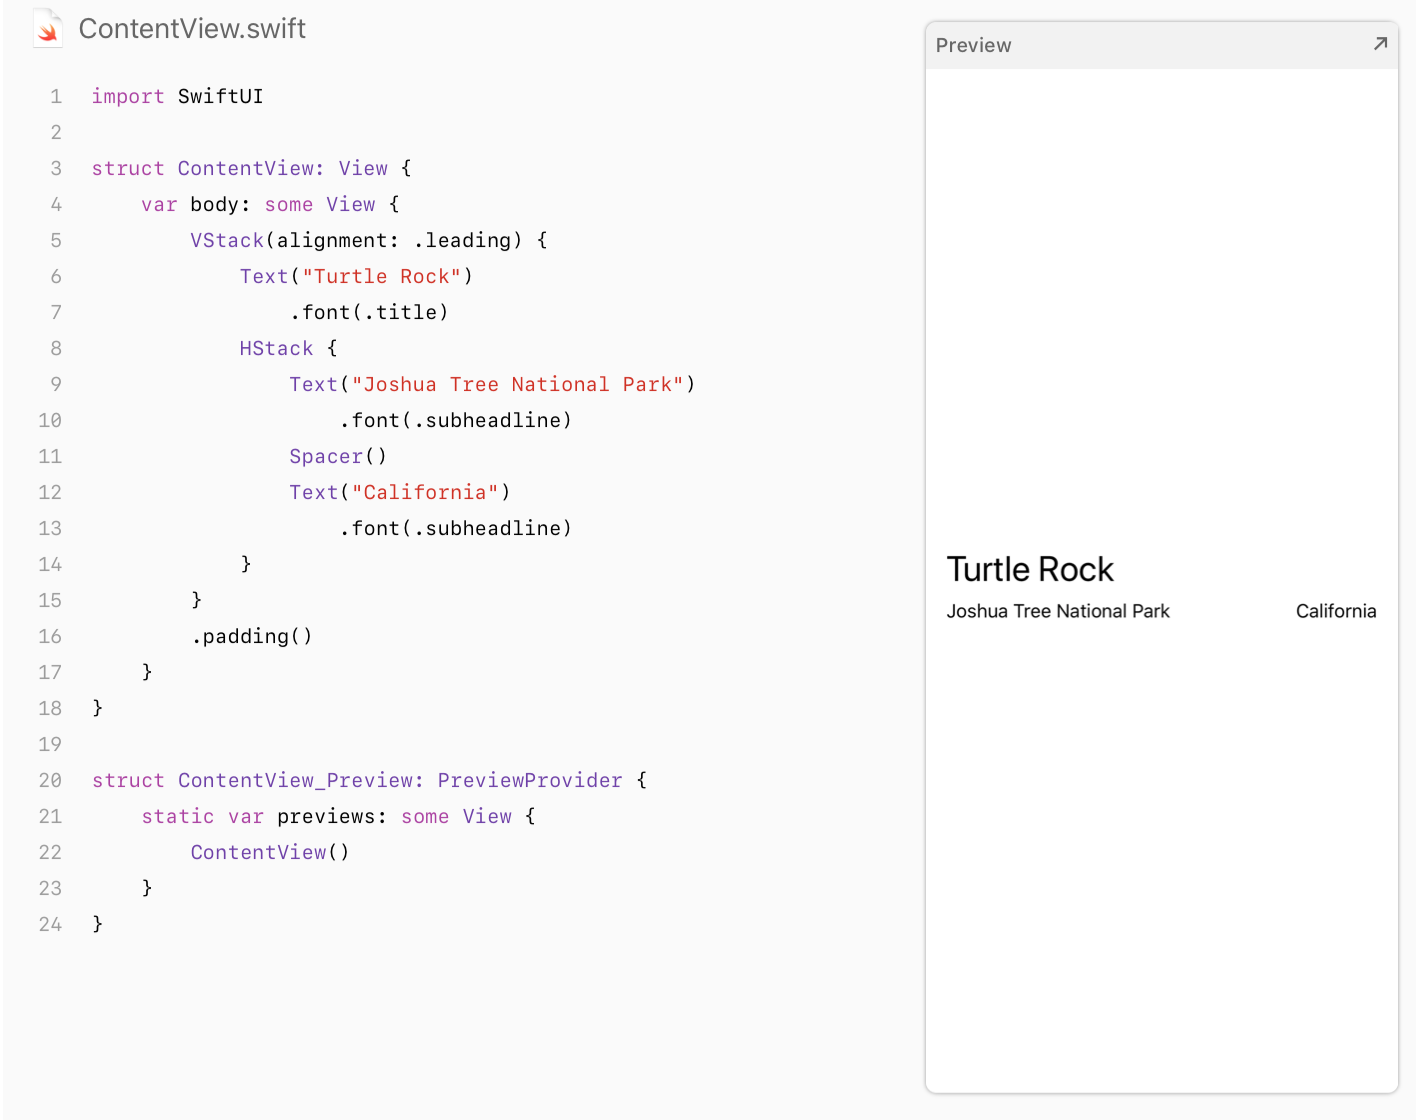 ContentView.swift
1 import SwiftUI
2
3 struct ContentView: View {
4     var body: some View {
5         VStack(alignment: .leading) {
6             Text("Turtle Rock")
7                 .font(.title)
8             HStack {
9                 Text("Joshua Tree National Park")
10                     .font(.subheadline)
11                 Spacer()
12                 Text("California")
13                     .font(.subheadline)
14             }
15         }
16         .padding()
17     }
18 }
19
20 struct ContentView_Preview: PreviewProvider {
21     static var previews: some View {
22         ContentView()
23     }
24 }
Preview
Turtle Rock
Joshua Tree National Park California